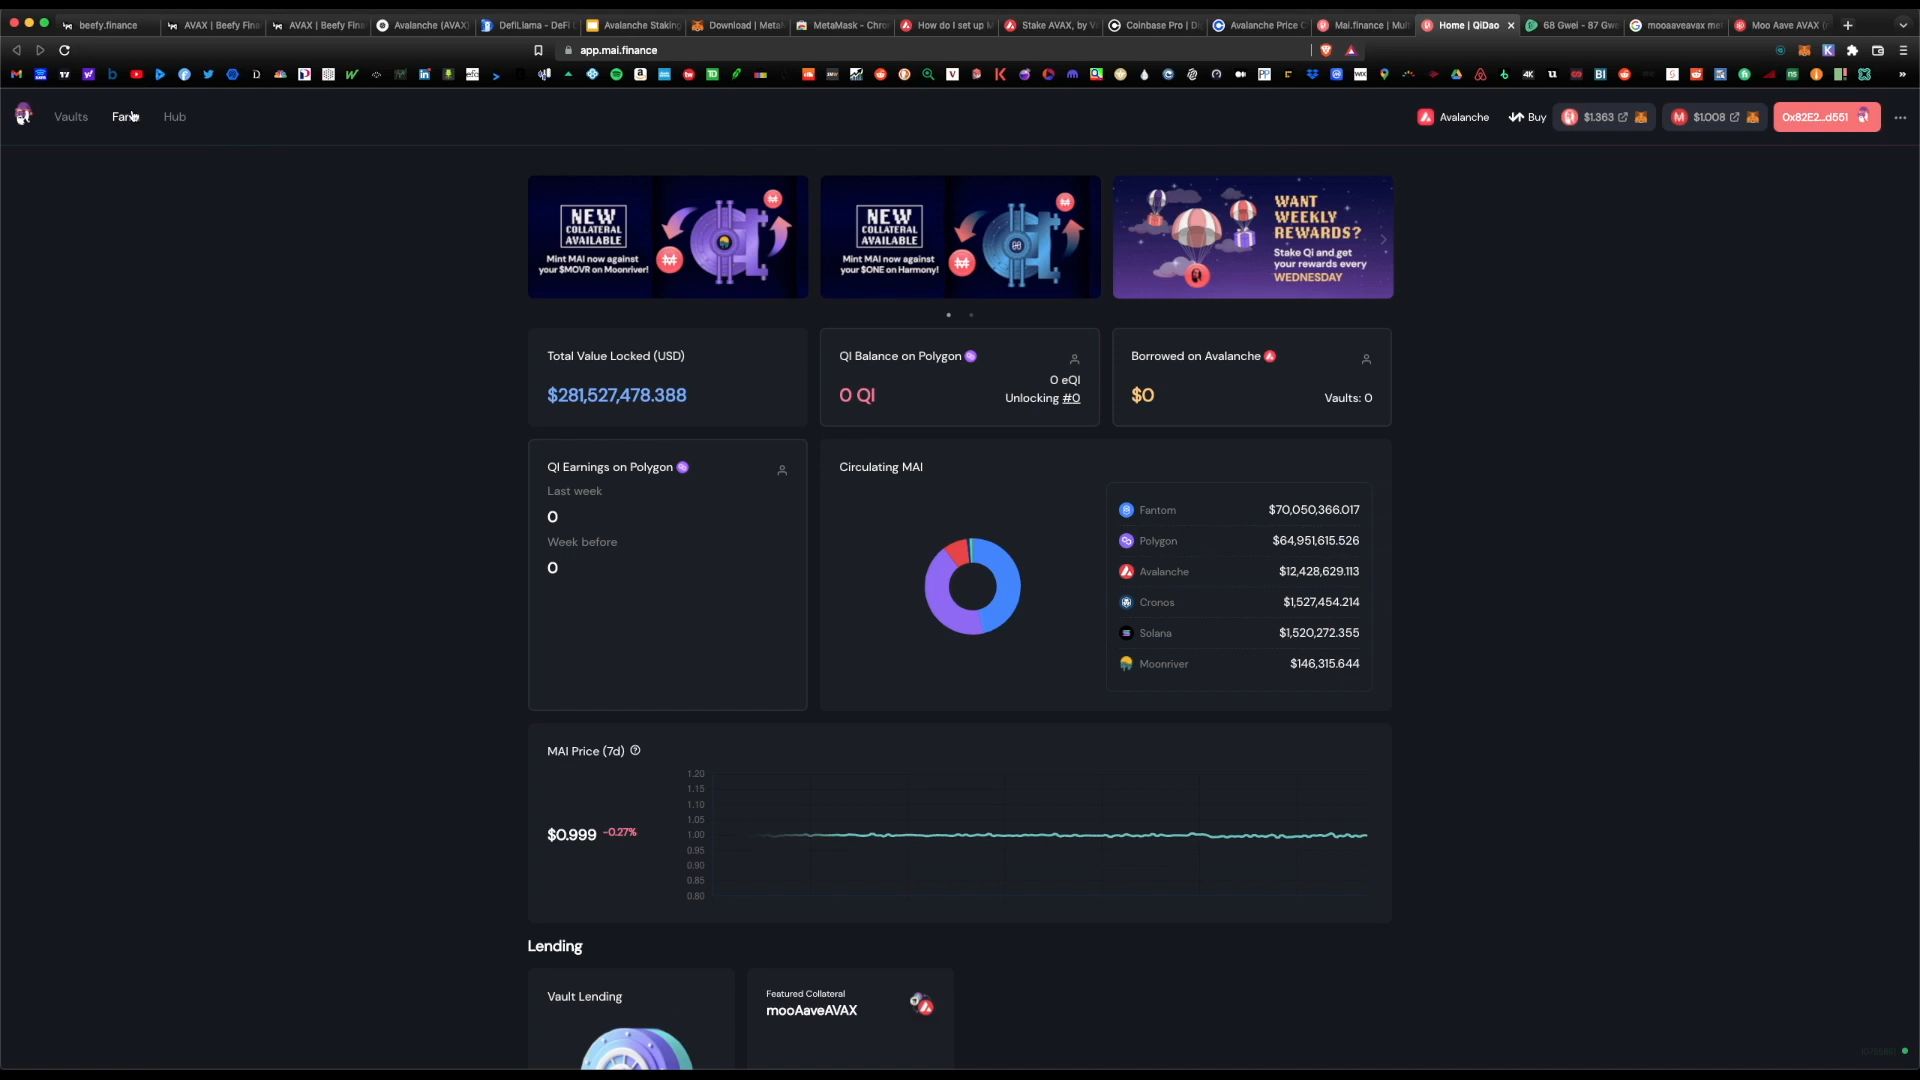 beefy.finance
AVAX | Beefy Fina
AVAX | Beefy Fina
Avalanche (AVAX)
DefiLlama - DeFi
Avalanche Staking
Download | Meta
MetaMask - Chro
How do I set up M
Stake AVAX, by V
Coinbase Pro | Di
Avalanche Price C
Mai.finance | Mul
Home | QiDao
68 Gwei - 87 Gw
mooaaveavax me
Moo Aave AVAX (
app.mai.finance
Vaults
Farm
Hub
Avalanche
Buy
$1.363
$1.008
0x82E2...d551
NEW
COLLATERAL
AVAILABLE
Mint MAI now against
your $MOVR on Moonriver!
NEW
COLLATERAL
AVAILABLE
Mint MAI now against
your $ONE on Harmony!
WANT
WEEKLY
REWARDS?
Stake Qi and get
your rewards every
WEDNESDAY
Total Value Locked (USD)
$281,527,478.388
QI Balance on Polygon
0 QI
0 eQI
Unlocking #0
Borrowed on Avalanche
$0
Vaults: 0
QI Earnings on Polygon
Last week
0
Week before
0
Circulating MAI
Fantom $70,050,366.017
Polygon $64,951,615.526
Avalanche $12,428,629.113
Cronos $1,527,454.214
Solana $1,520,272.355
Moonriver $146,315.644
MAI Price (7d)
$0.999 -0.27%
1.20
1.15
1.10
1.05
1.00
0.95
0.90
0.85
0.80
Lending
Vault Lending
Featured Collateral
mooAaveAVAX